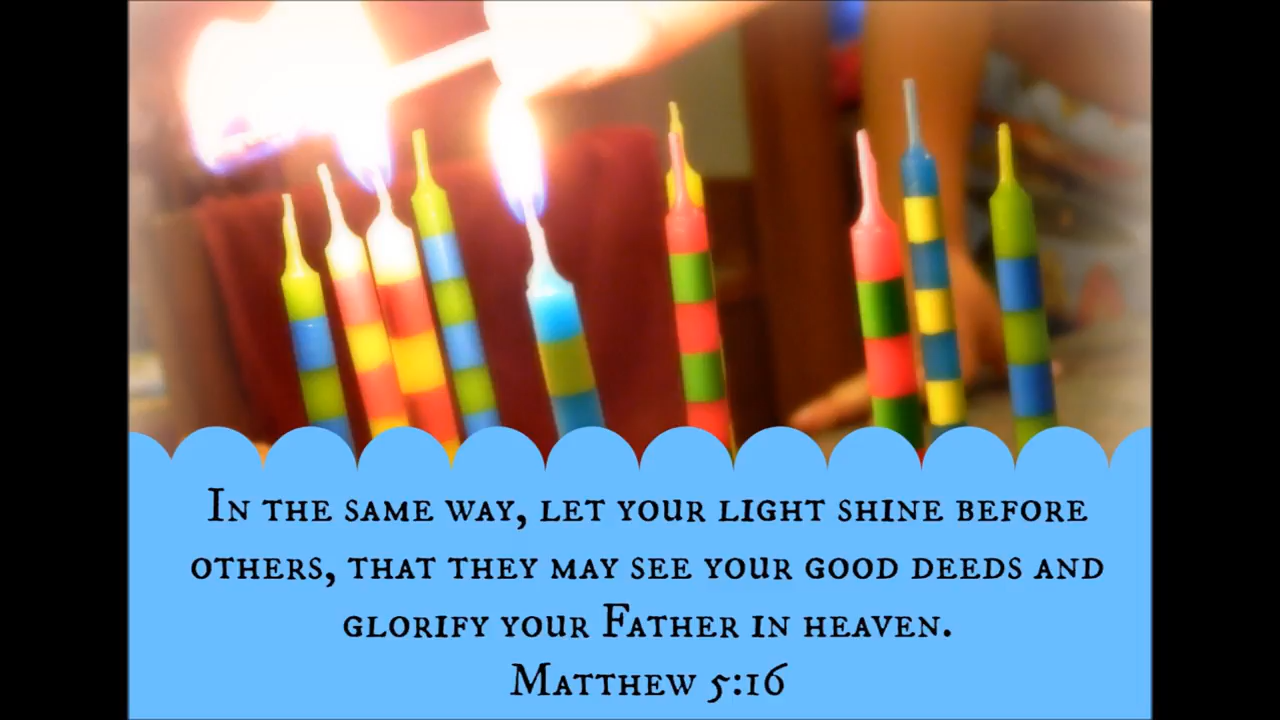 In the same way, let your light shine before
others, that they may see your good deeds and
glorify your Father in heaven.
Matthew 5:16